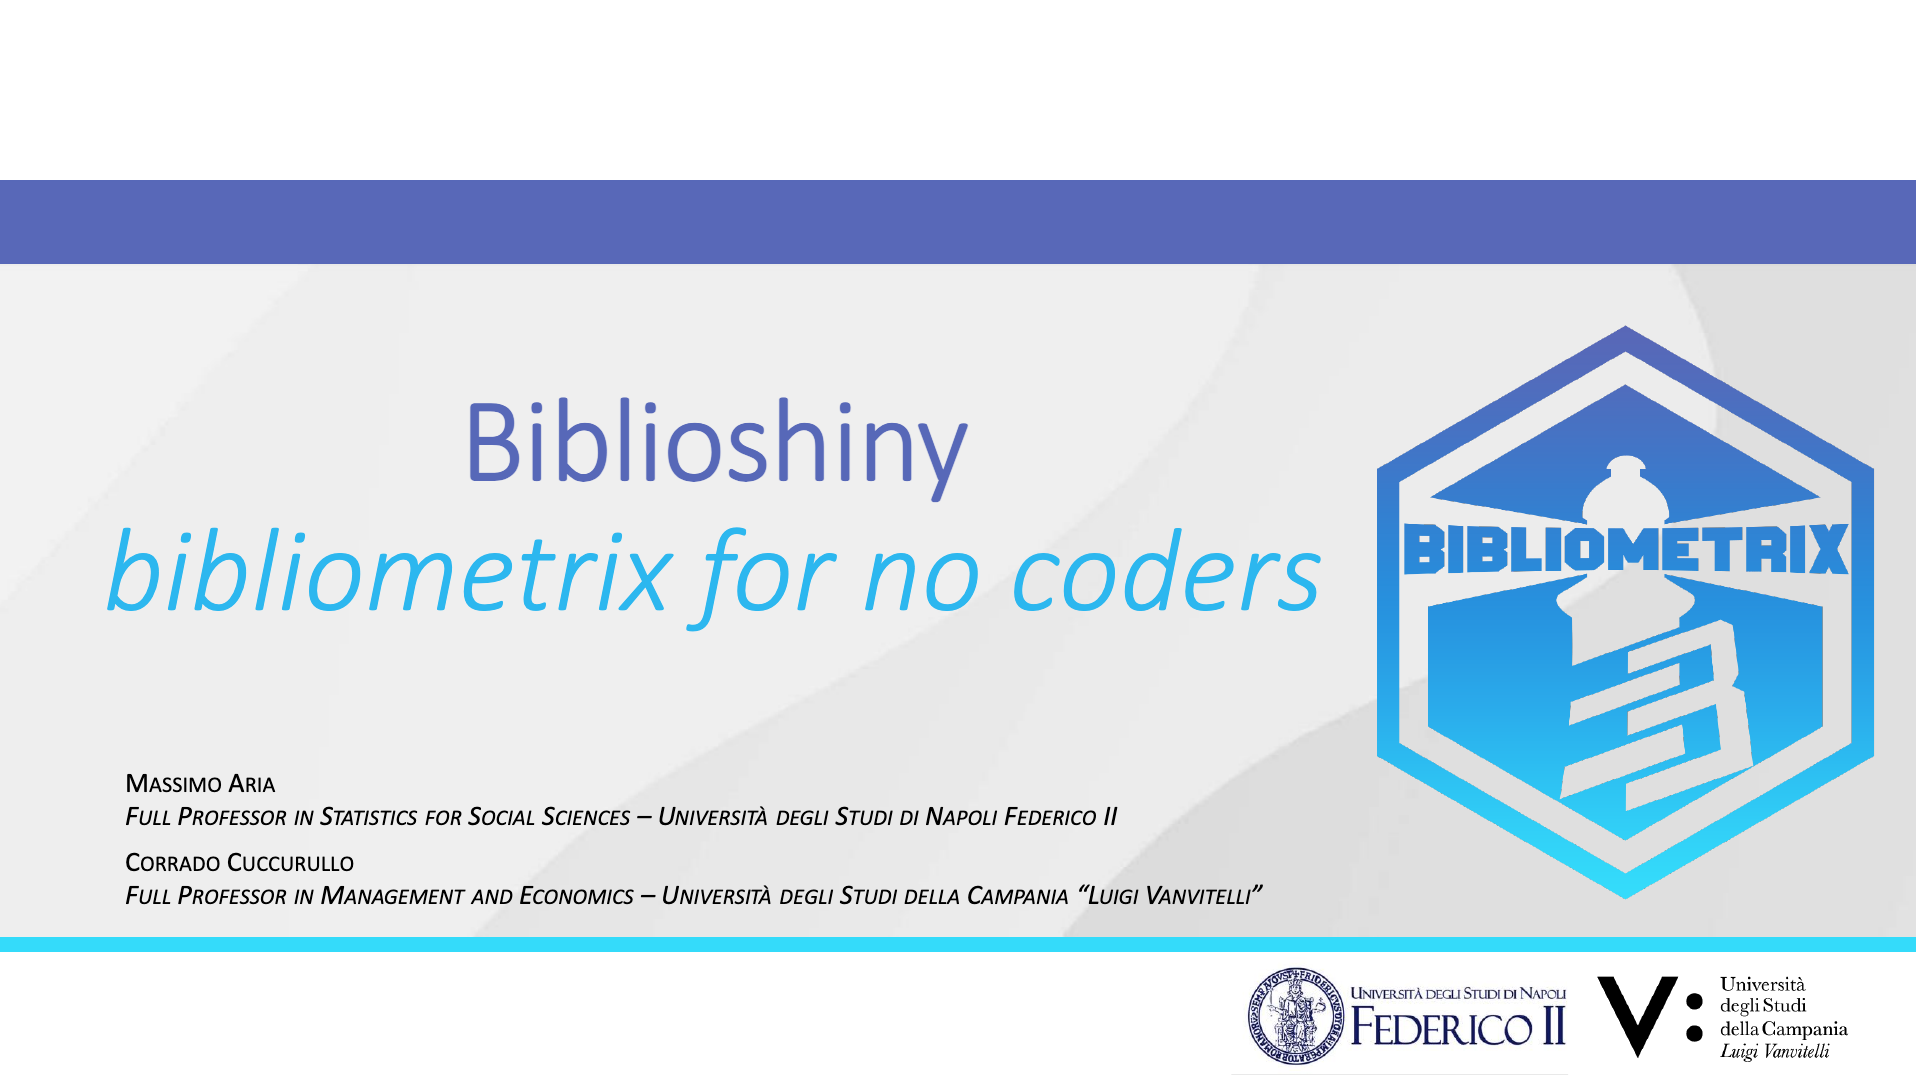 Biblioshiny
bibliometrix for no coders
BIBLIOMETRIX
Massimo Aria
Full Professor in Statistics for Social Sciences – Università degli Studi di Napoli Federico II
Corrado Cuccurullo
Full Professor in Management and Economics – Università degli Studi della Campania “Luigi Vanvitelli”
Università degli Studi di Napoli
Federico II
V:
Università
degli Studi
della Campania
Luigi Vanvitelli